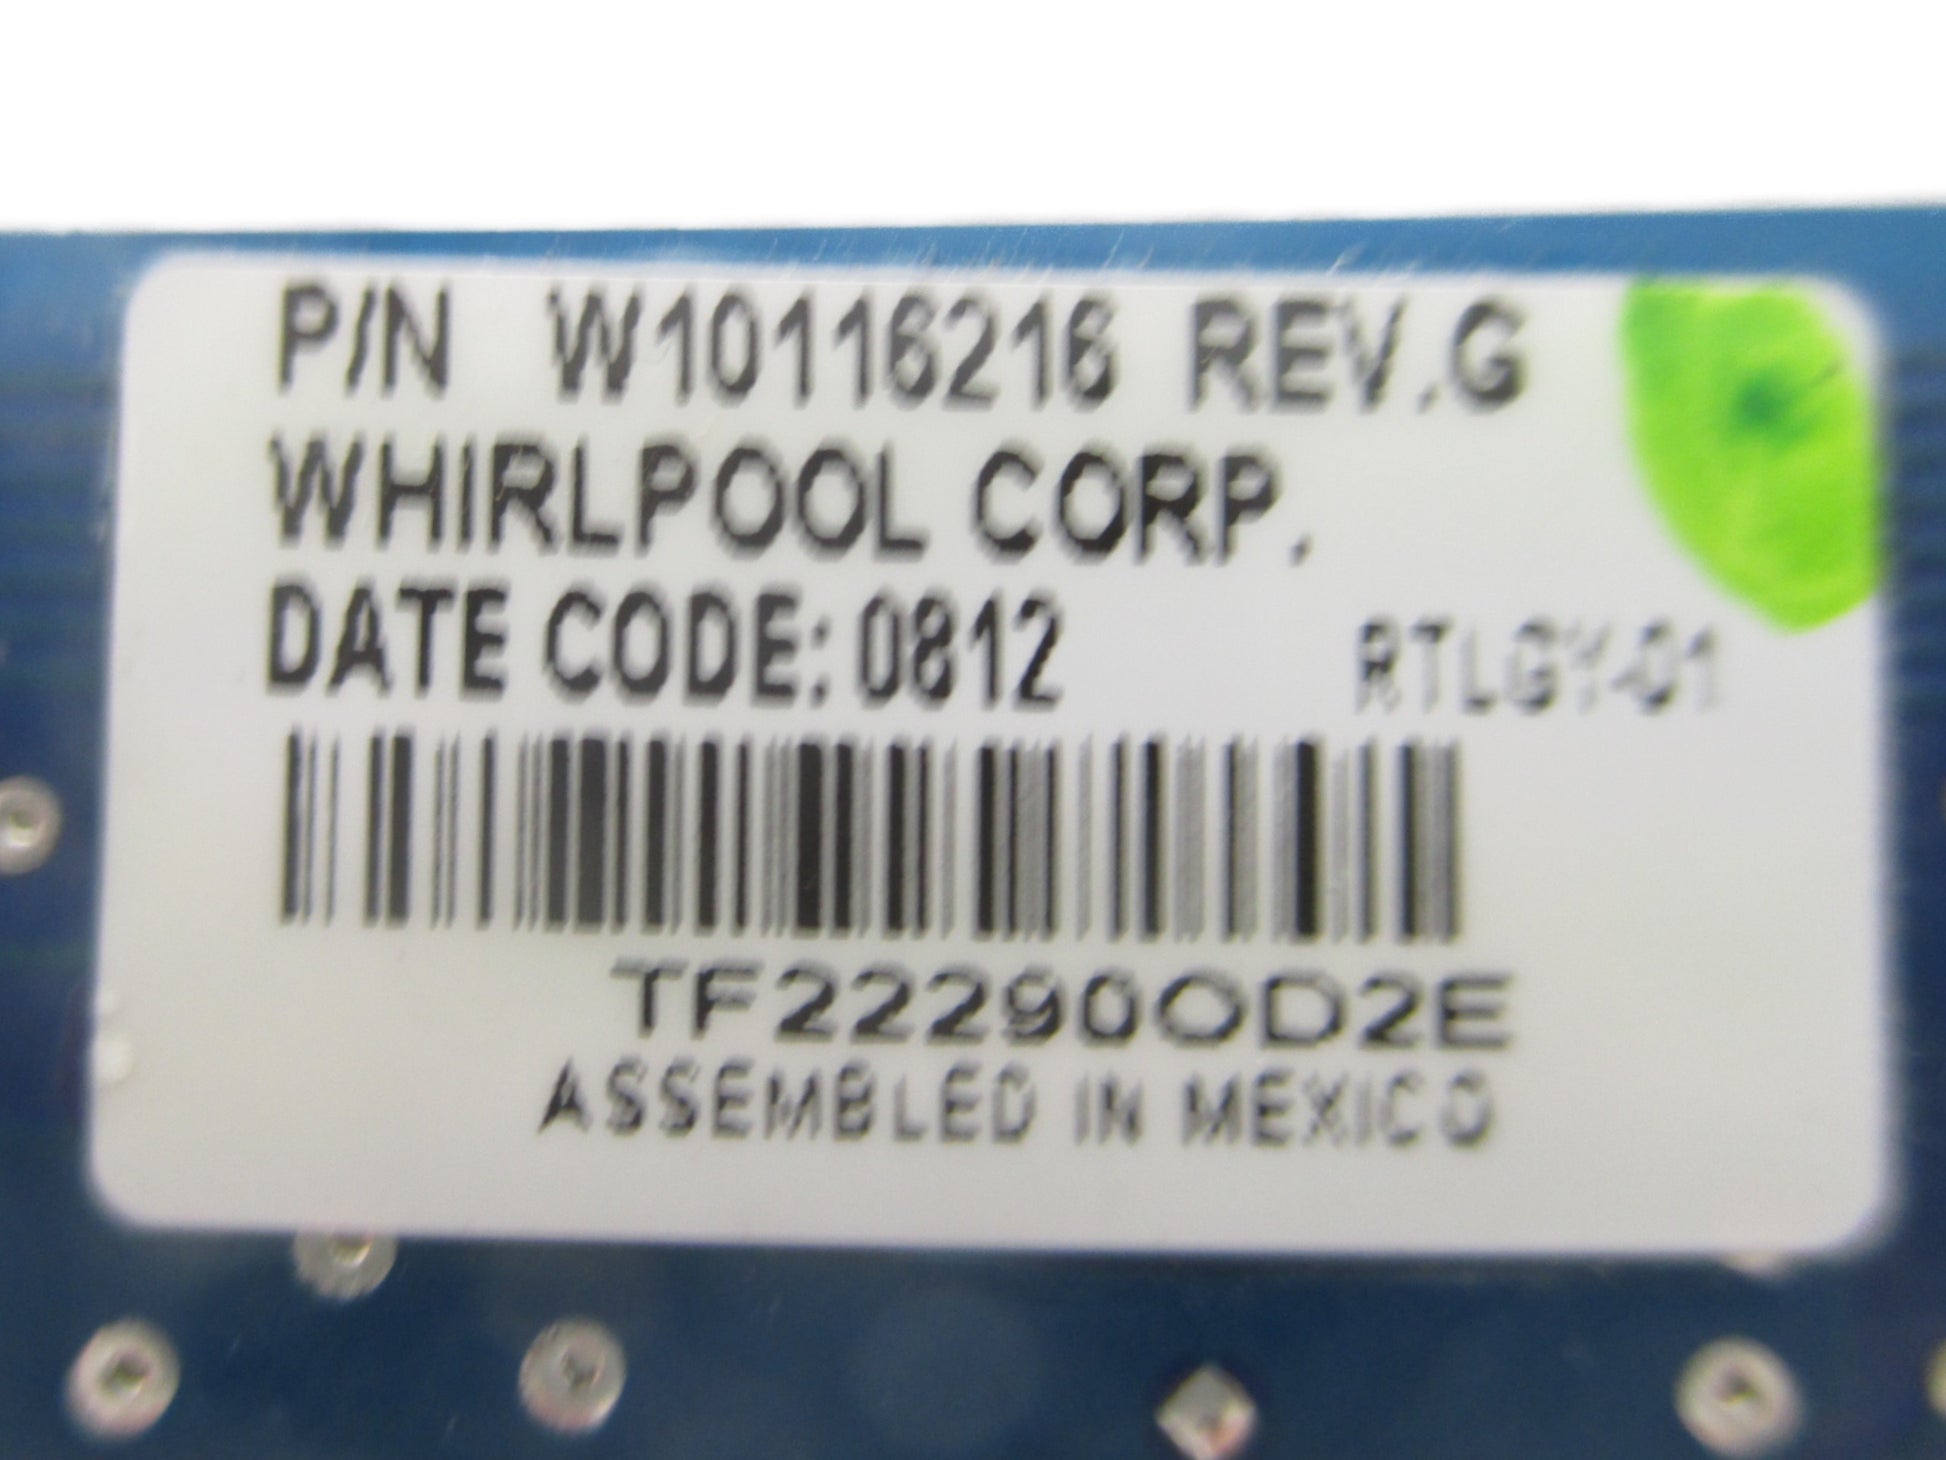 P/N W10116216 REV.G
WHIRLPOOL CORP.
DATE CODE: 0812 RTLGY-01
TF222900D2E
ASSEMBLED IN MEXICO